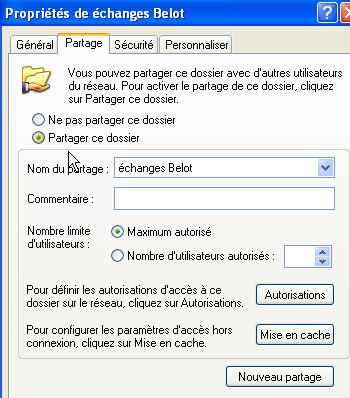 Propriétés de échanges Belot
Général Partage Sécurité Personnaliser
Vous pouvez partager ce dossier avec d'autres utilisateurs
du réseau. Pour activer le partage de ce dossier, cliquez
sur Partager ce dossier.
Ne pas partager ce dossier
Partager ce dossier
Nom du partage : échanges Belot
Commentaire :
Nombre limite
d'utilisateurs :
Maximum autorisé
Nombre d'utilisateurs autorisés :
Pour définir les autorisations d'accès à ce
dossier sur le réseau, cliquez sur Autorisations.
Autorisations
Pour configurer les paramètres d'accès hors
connexion, cliquez sur Mise en cache.
Mise en cache
Nouveau partage